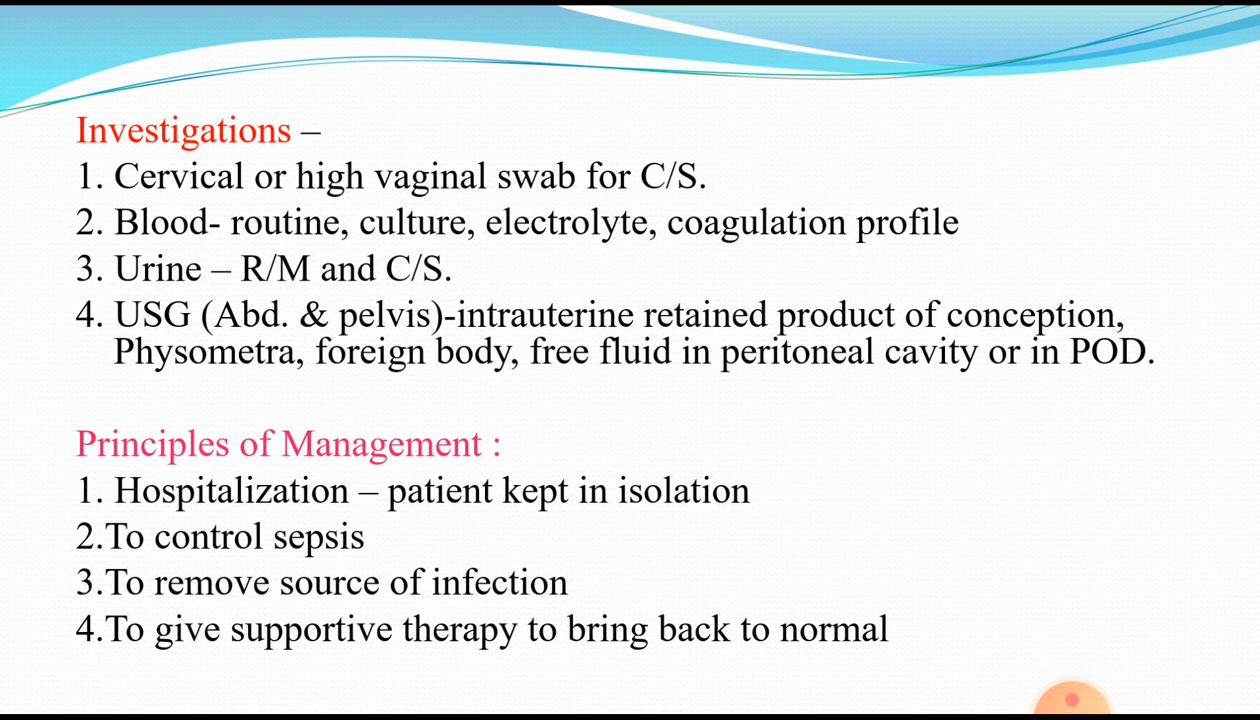 Investigations –
1. Cervical or high vaginal swab for C/S.
2. Blood- routine, culture, electrolyte, coagulation profile
3. Urine – R/M and C/S.
4. USG (Abd. & pelvis)-intrauterine retained product of conception,
Physometra, foreign body, free fluid in peritoneal cavity or in POD.
Principles of Management :
1. Hospitalization – patient kept in isolation
2.To control sepsis
3.To remove source of infection
4.To give supportive therapy to bring back to normal